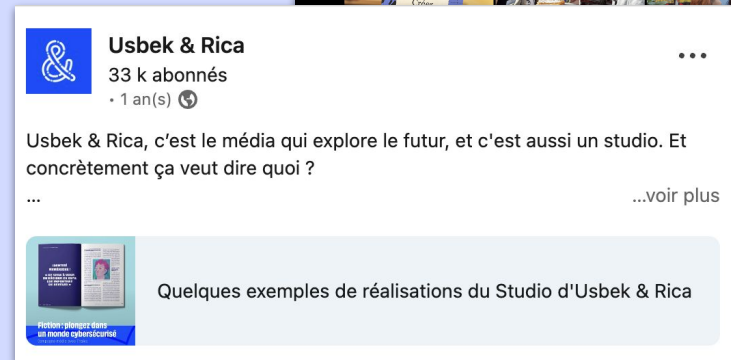 Créer
&
Usbek & Rica
33 k abonnés
• 1 an(s)
Usbek & Rica, c’est le média qui explore le futur, et c'est aussi un studio. Et
concrètement ça veut dire quoi ?
...
...voir plus
Quelques exemples de réalisations du Studio d'Usbek & Rica
Fiction : plongez dans
un monde cybersécurisé